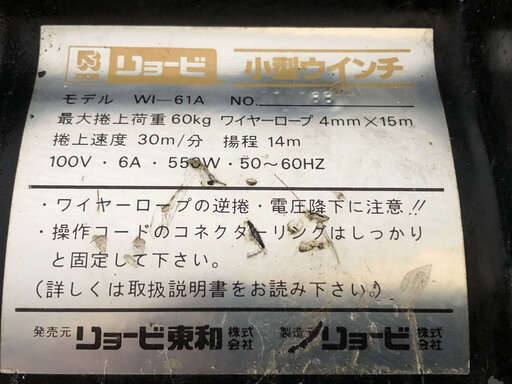 リョービ 小型ウインチ
モデル WI-61A NO.
最大捲上荷重60kg ワイヤーロープ 4mm×15m
捲上速度 30m/分 揚程 14m
100V・6A・550W・50~60HZ
・ワイヤーロープの逆捲・電圧降下に注意!!
・操作コードのコネクターリングはしっかり
と固定して下さい。
(詳しくは取扱説明書をお読み下さい。)
発売元 リョービ東和株式会社 製造元 リョービ株式会社